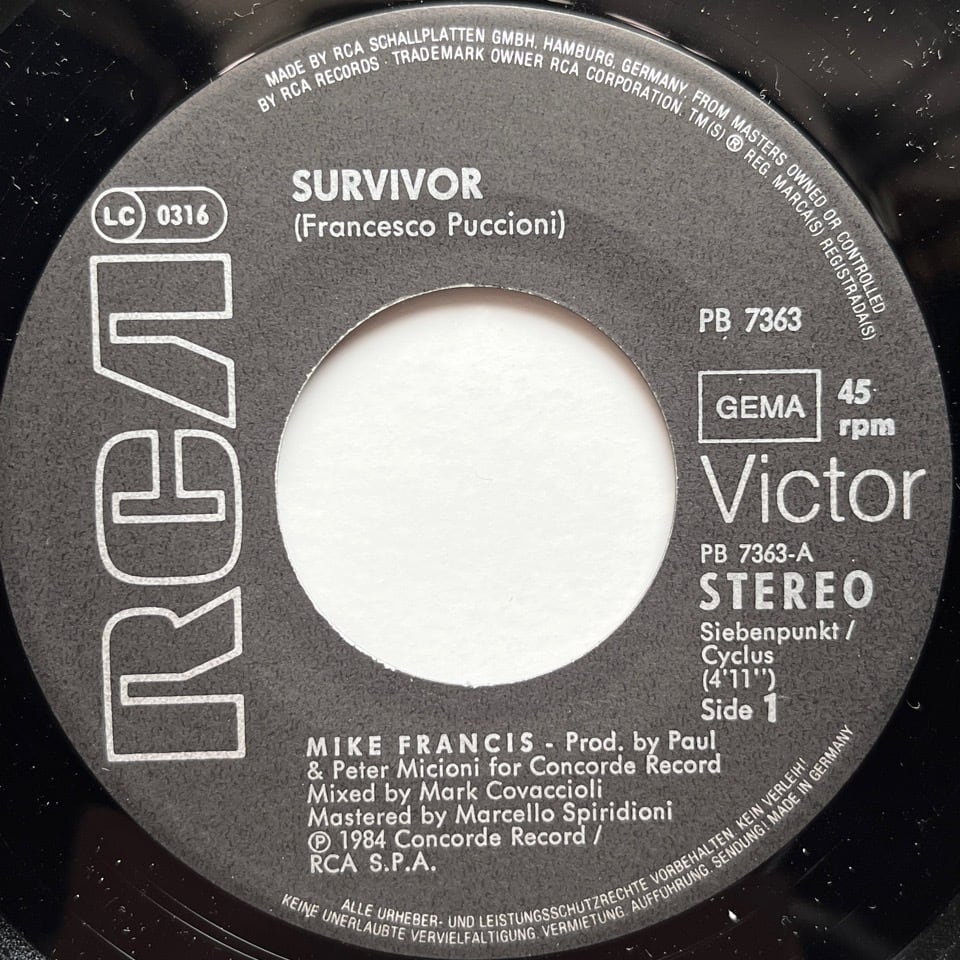 MADE BY RCA SCHALLPLATTEN GMBH, HAMBURG, GERMANY, FROM MASTERS OWNED OR CONTROLLED
BY RCA RECORDS · TRADEMARK OWNER RCA CORPORATION. TM(S) ® REG. MARCA(S) REGISTRADA(S)
LC 0316
RCA
SURVIVOR
(Francesco Puccioni)
PB 7363
GEMA
45
rpm
Victor
PB 7363-A
STEREO
Siebenpunkt /
Cyclus
(4'11'')
Side 1
MIKE FRANCIS - Prod. by Paul
& Peter Micioni for Concorde Record
Mixed by Mark Covaccioli
Mastered by Marcello Spiridioni
℗ 1984 Concorde Record /
RCA S.P.A.
ALLE URHEBER- UND LEISTUNGSSCHUTZRECHTE VORBEHALTEN. KEIN VERLEIH!
KEINE UNERLAUBTE VERVIELFALTIGUNG. VERMIETUNG. AUFFÜHRUNG. SENDUNG! MADE IN GERMANY